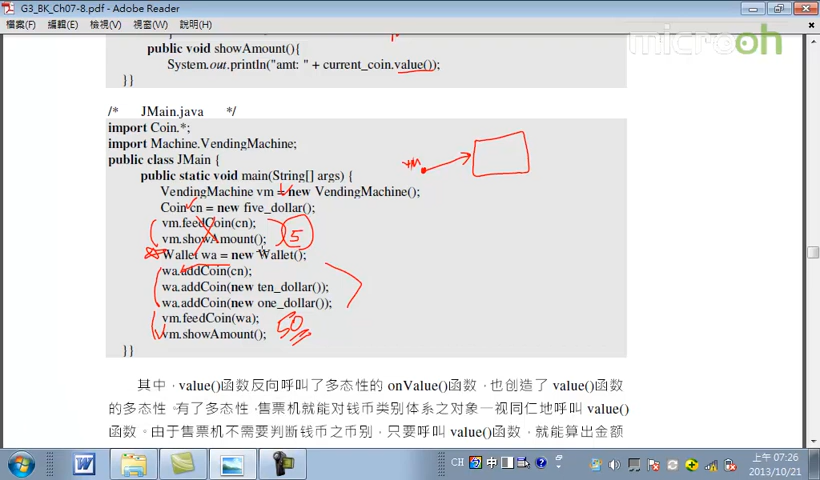 G3_BK_Ch07-8.pdf - Adobe Reader
檔案(F) 編輯(E) 檢視(V) 視窗(W) 說明(H)
microoh
public void showAmount(){
System.out.println("amt: " + current_coin.value());
}}
/* JMain.java */
import Coin.*;
import Machine.VendingMachine;
public class JMain {
public static void main(String[] args) {
VendingMachine vm = new VendingMachine();
Coin cn = new five_dollar();
vm.feedCoin(cn);
vm.showAmount();
5
Wallet wa = new Wallet();
wa.addCoin(cn);
wa.addCoin(new ten_dollar());
wa.addCoin(new one_dollar());
vm.feedCoin(wa);
vm.showAmount();
50
}}
vm
其中，value()函数反向呼叫了多态性的 onValue()函数，也创造了 value()函数
的多态性。有了多态性，售票机就能对钱币类别体系之对象一视同仁地呼叫 value()
函数。由于售票机不需要判断钱币之币别，只要呼叫 value()函数，就能算出金额
CH 中
上午 07:26
2013/10/21